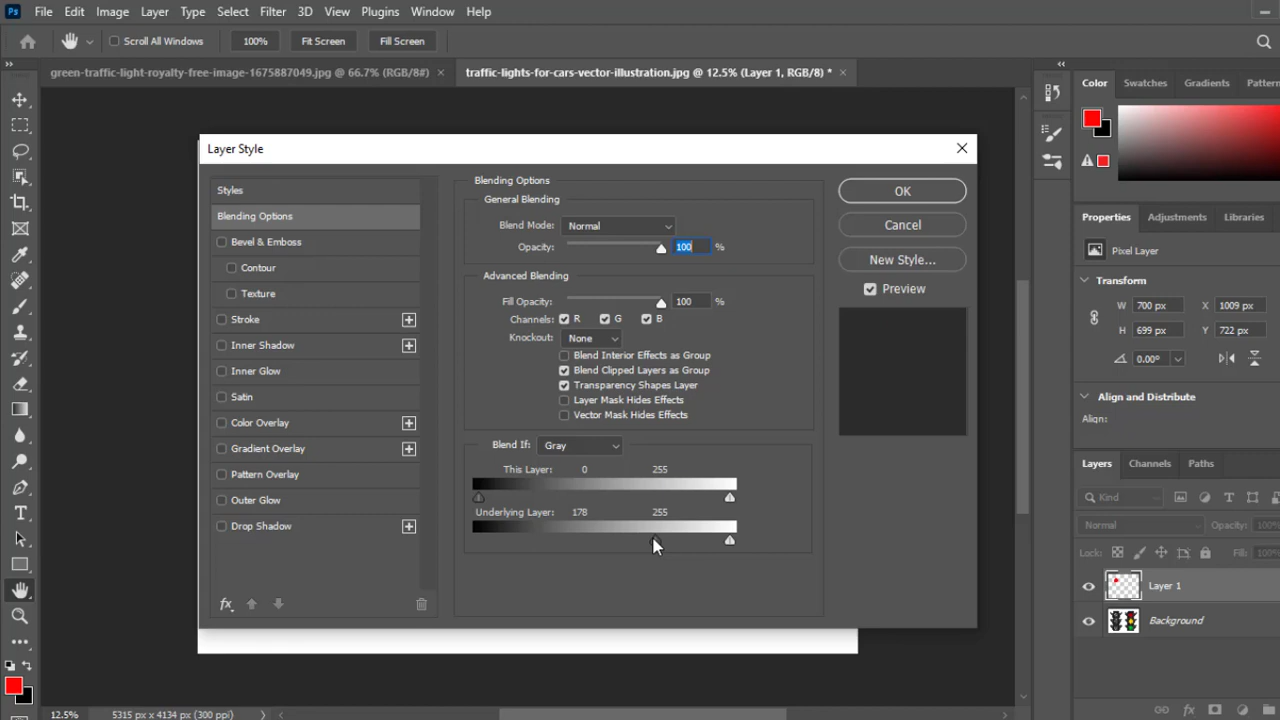 Ps File Edit Image Layer Type Select Filter 3D View Plugins Window Help
Scroll All Windows 100% Fit Screen Fill Screen
green-traffic-light-royalty-free-image-1675887049.jpg @ 66.7% (RGB/8#) × traffic-lights-for-cars-vector-illustration.jpg @ 12.5% (Layer 1, RGB/8) * ×
Color Swatches Gradients Pattern
Layer Style
Styles
Blending Options
Bevel & Emboss
Contour
Texture
Stroke
Inner Shadow
Inner Glow
Satin
Color Overlay
Gradient Overlay
Pattern Overlay
Outer Glow
Drop Shadow
fx
Blending Options
General Blending
Blend Mode: Normal
Opacity: 100 %
Advanced Blending
Fill Opacity: 100 %
Channels: R G B
Knockout: None
Blend Interior Effects as Group
Blend Clipped Layers as Group
Transparency Shapes Layer
Layer Mask Hides Effects
Vector Mask Hides Effects
Blend If: Gray
This Layer: 0 255
Underlying Layer: 178 255
OK
Cancel
New Style...
Preview
Properties Adjustments Libraries
Pixel Layer
Transform
W 700 px X 1009 px
H 699 px Y 722 px
0.00°
Align and Distribute
Align:
Layers Channels Paths
Kind
Normal Opacity: 100%
Lock: Fill: 100%
Layer 1
Background
fx
12.5% 5315 px x 4134 px (300 ppi)